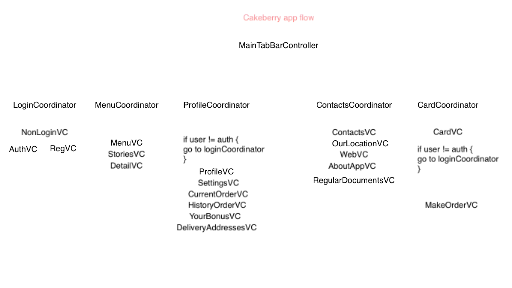 Cakeberry app flow
MainTabBarController
LoginCoordinator
NonLoginVC
AuthVC RegVC
MenuCoordinator
MenuVC
StoriesVC
DetailVC
ProfileCoordinator
if user != auth {
go to loginCoordinator
}
ProfileVC
SettingsVC
CurrentOrderVC
HistoryOrderVC
YourBonusVC
DeliveryAddressesVC
ContactsCoordinator
ContactsVC
OurLocationVC
WebVC
AboutAppVC
RegularDocumentsVC
CardCoordinator
CardVC
if user != auth {
go to loginCoordinator
}
MakeOrderVC